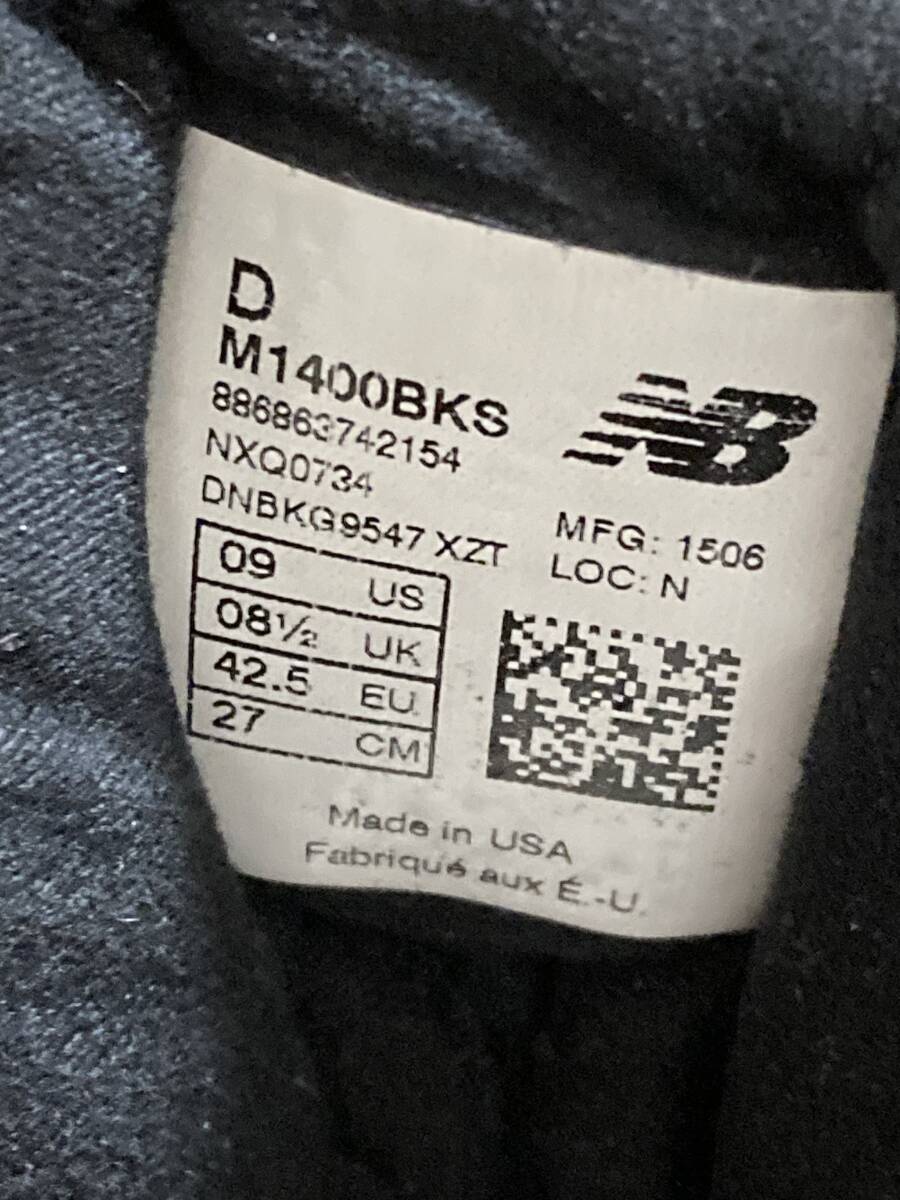 D
M1400BKS
886863742154
NXQ0734
DNBKG9547 XZT
NB
MFG: 1506
LOC: N
09 US
08½ UK
42.5 EU
27 CM
Made in USA
Fabriqué aux É.-U.